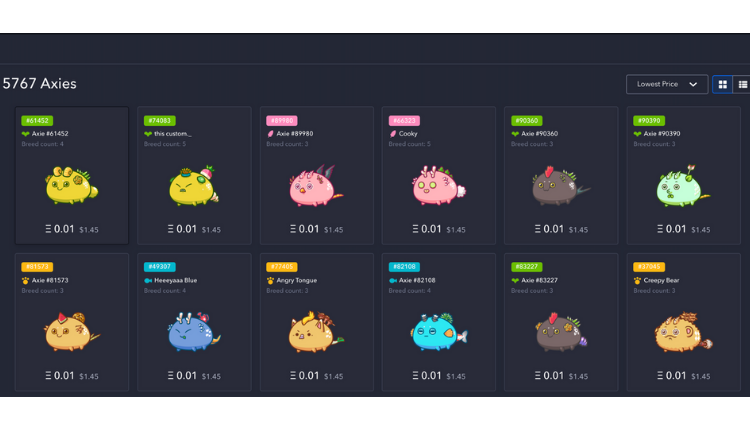 5767 Axies
Lowest Price
#61452
Axie #61452
Breed count: 4
Ξ 0.01 $1.45
#74083
this custom_
Breed count: 5
Ξ 0.01 $1.45
#89980
Axie #89980
Breed count: 3
Ξ 0.01 $1.45
#66323
Cooky
Breed count: 5
Ξ 0.01 $1.45
#90360
Axie #90360
Breed count: 3
Ξ 0.01 $1.45
#90390
Axie #90390
Breed count: 3
Ξ 0.01 $1.45
#81573
Axie #81573
Breed count: 3
Ξ 0.01 $1.45
#49307
Heeeyaaa Blue
Breed count: 4
Ξ 0.01 $1.45
#77408
Angry Tongue
Breed count: 3
Ξ 0.01 $1.45
#82108
Axie #82108
Breed count: 4
Ξ 0.01 $1.45
#83227
Axie #83227
Breed count: 3
Ξ 0.01 $1.45
Creepy Bear
Breed count: 3
Ξ 0.01 $1.45